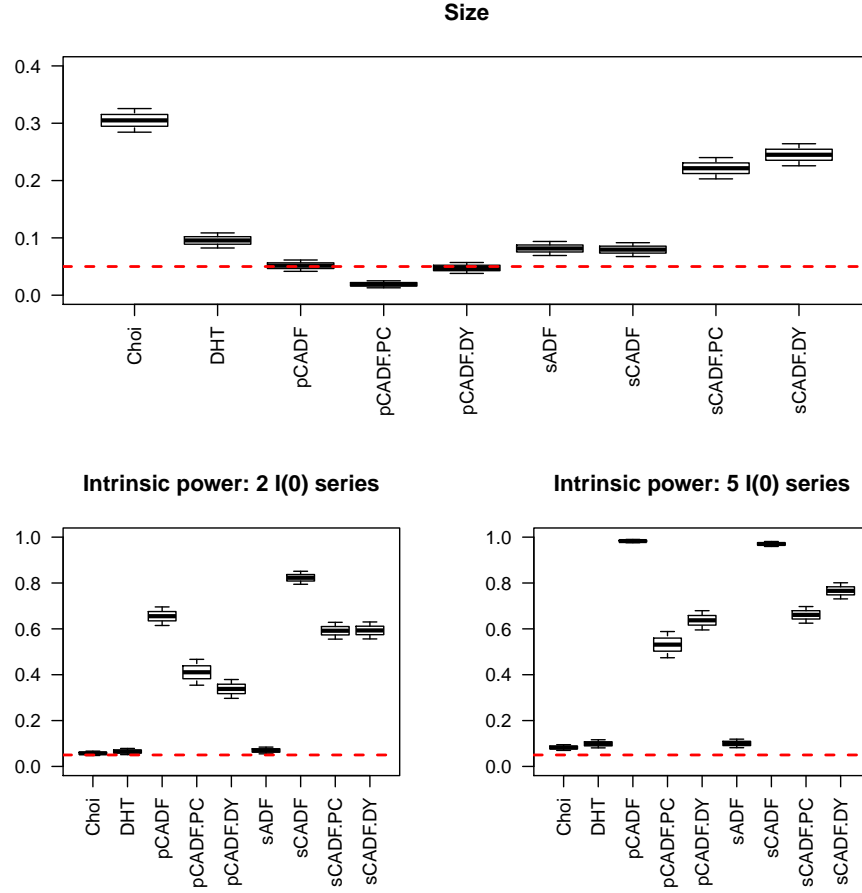 Size
0.4
0.3
0.2
0.1
0.0
Choi
DHT
pCADF
pCADF.PC
pCADF.DY
sADF
sCADF
sCADF.PC
sCADF.DY
Intrinsic power: 2 I(0) series
1.0
0.8
0.6
0.4
0.2
0.0
Choi
DHT
pCADF
pCADF.PC
pCADF.DY
sADF
sCADF
sCADF.PC
sCADF.DY
Intrinsic power: 5 I(0) series
1.0
0.8
0.6
0.4
0.2
0.0
Choi
DHT
pCADF
pCADF.PC
pCADF.DY
sADF
sCADF
sCADF.PC
sCADF.DY